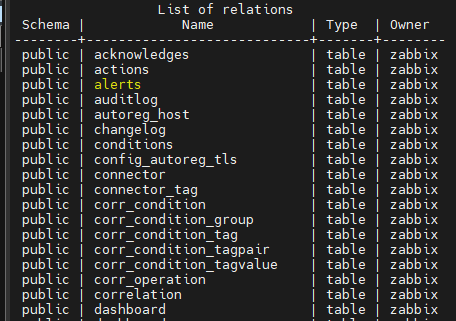 List of relations
Schema | Name | Type | Owner
--------+----------------------------+-------+--------
public | acknowledges | table | zabbix
public | actions | table | zabbix
public | alerts | table | zabbix
public | auditlog | table | zabbix
public | autoreg_host | table | zabbix
public | changelog | table | zabbix
public | conditions | table | zabbix
public | config_autoreg_tls | table | zabbix
public | connector | table | zabbix
public | connector_tag | table | zabbix
public | corr_condition | table | zabbix
public | corr_condition_group | table | zabbix
public | corr_condition_tag | table | zabbix
public | corr_condition_tagpair | table | zabbix
public | corr_condition_tagvalue | table | zabbix
public | corr_operation | table | zabbix
public | correlation | table | zabbix
public | dashboard | table | zabbix